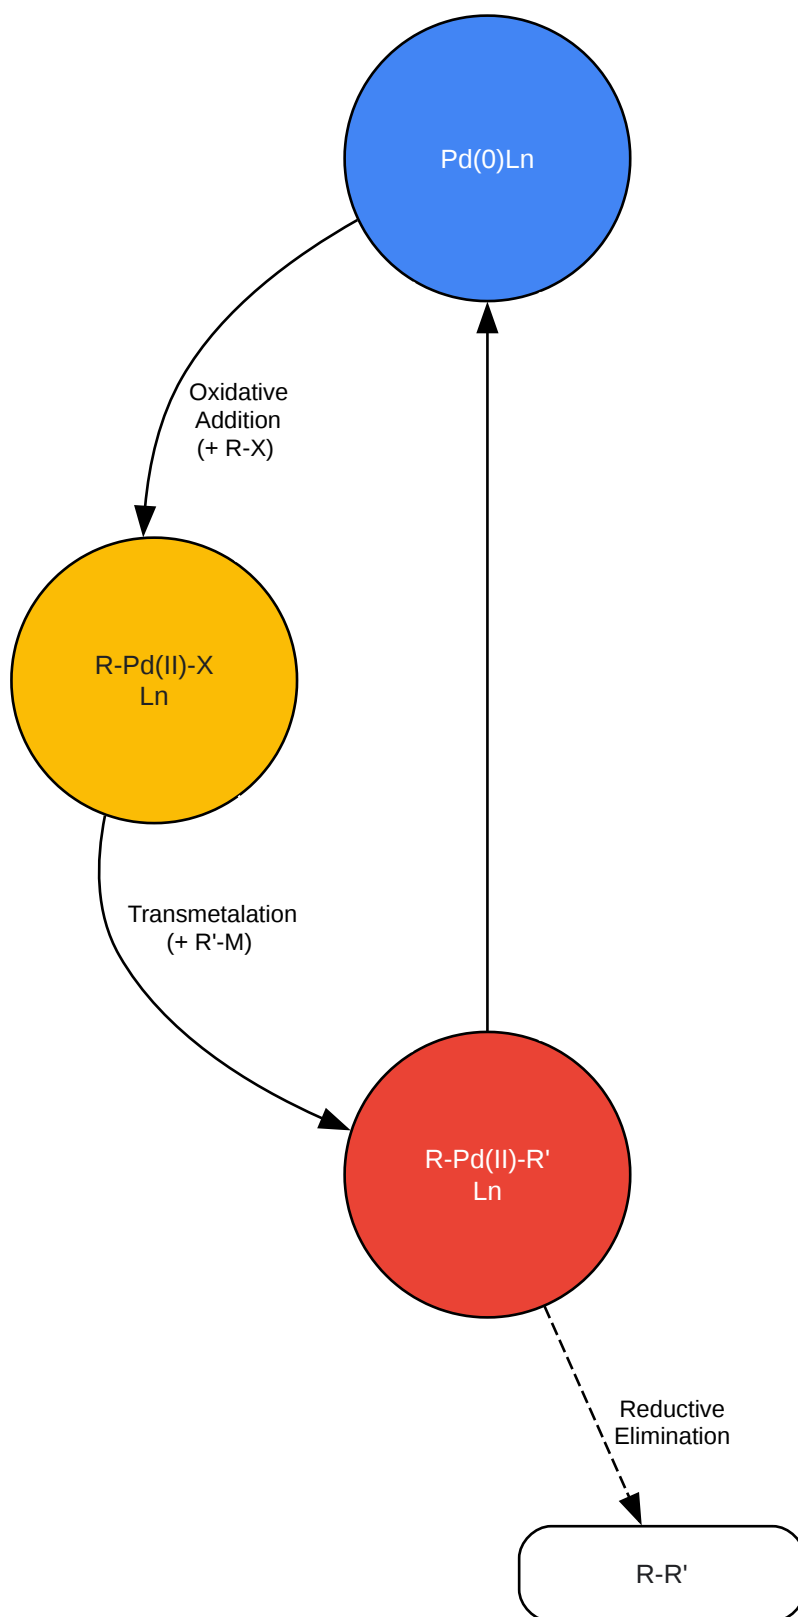 Pd(0)Ln
Oxidative
Addition
(+ R-X)
R-Pd(II)-X
Ln
Transmetalation
(+ R'-M)
R-Pd(II)-R'
Ln
Reductive
Elimination
R-R'